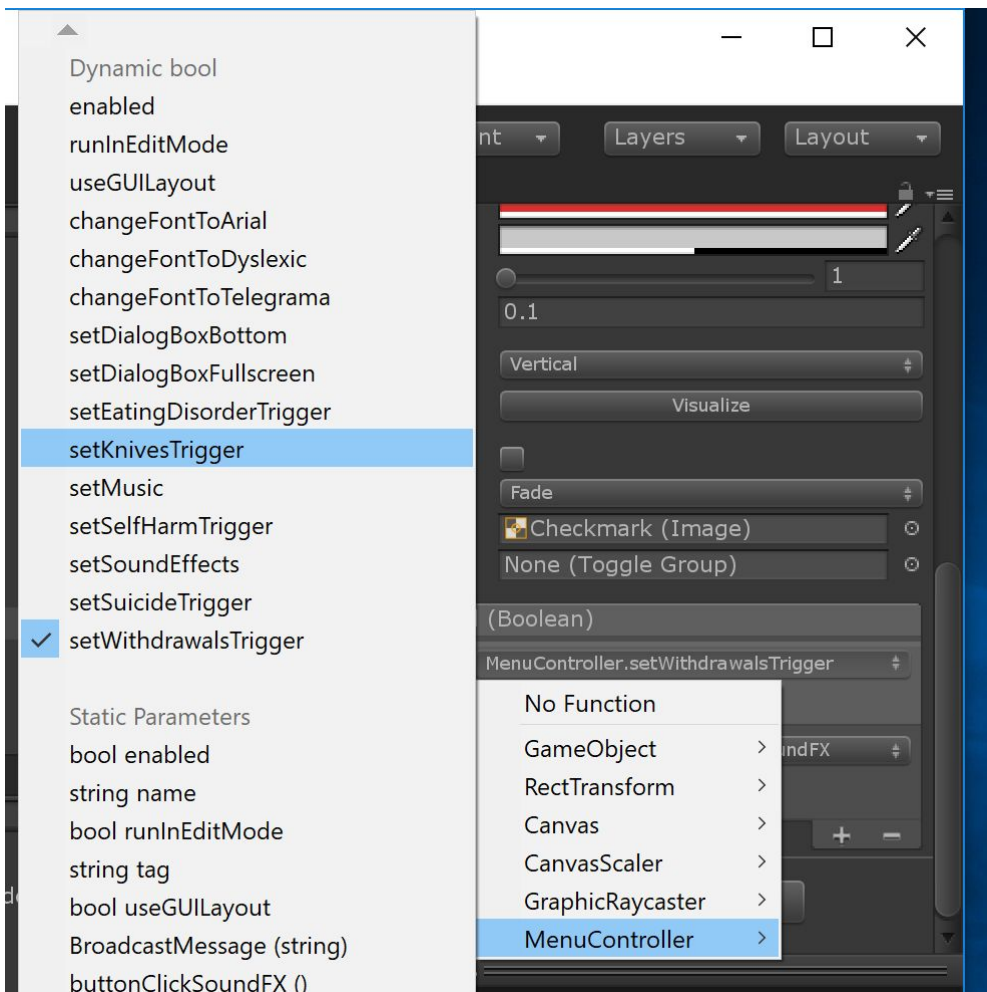 Dynamic bool
enabled
runInEditMode
useGUILayout
changeFontToArial
changeFontToDyslexic
changeFontToTelegrama
setDialogBoxBottom
setDialogBoxFullscreen
setEatingDisorderTrigger
setKnivesTrigger
setMusic
setSelfHarmTrigger
setSoundEffects
setSuicideTrigger
setWithdrawalsTrigger
Static Parameters
bool enabled
string name
bool runInEditMode
string tag
bool useGUILayout
BroadcastMessage (string)
buttonClickSoundFX ()
nt
Layers
Layout
1
0.1
Vertical
Visualize
Fade
Checkmark (Image)
None (Toggle Group)
(Boolean)
MenuController.setWithdrawalsTrigger
undFX
No Function
GameObject
RectTransform
Canvas
CanvasScaler
GraphicRaycaster
MenuController